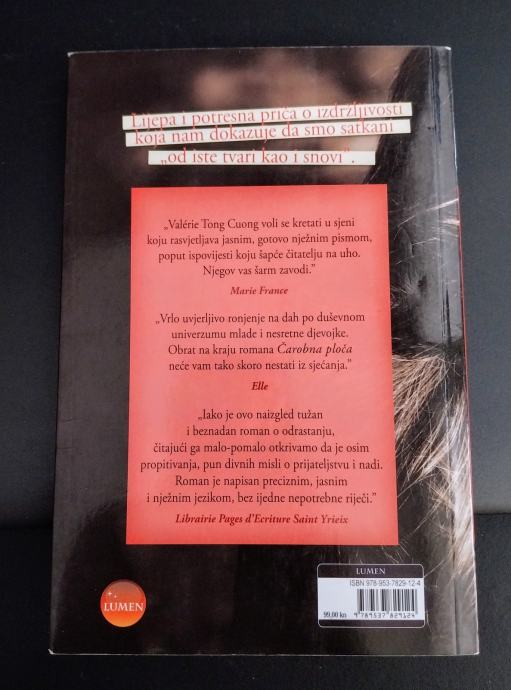 Lijepa i potresna priča o izdržljivosti
koja nam dokazuje da smo satkani
„od iste tvari kao i snovi”.
„Valérie Tong Cuong voli se kretati u sjeni
koju rasvjetljava jasnim, gotovo nježnim pismom,
poput ispovijesti koju šapće čitatelju na uho.
Njegov vas šarm zavodi.”
Marie France
„Vrlo uvjerljivo ronjenje na dah po duševnom
univerzumu mlade i nesretne djevojke.
Obrat na kraju romana Čarobna ploča
neće vam tako skoro nestati iz sjećanja.”
Elle
„Iako je ovo naizgled tužan
i beznadan roman o odrastanju,
čitajući ga malo-pomalo otkrivamo da je osim
propitivanja, pun divnih misli o prijateljstvu i nadi.
Roman je napisan preciznim, jasnim
i nježnim jezikom, bez ijedne nepotrebne riječi.”
Librairie Pages d'Ecriture Saint Yrieix
LUMEN
LUMEN
ISBN 978-953-7829-12-4
99,00 kn
9 789537 829124